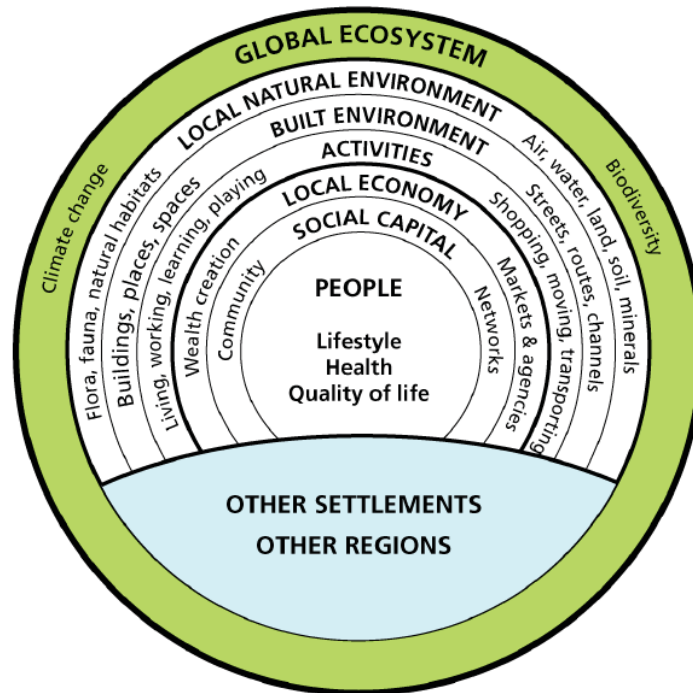 GLOBAL ECOSYSTEM
Climate change
Biodiversity
LOCAL NATURAL ENVIRONMENT
Flora, fauna, natural habitats
Air, water, land, soil, minerals
BUILT ENVIRONMENT
Buildings, places, spaces
Streets, routes, channels
ACTIVITIES
Living, working, learning, playing
Shopping, moving, transporting
LOCAL ECONOMY
Wealth creation
Markets & agencies
SOCIAL CAPITAL
Community
Networks
PEOPLE
Lifestyle
Health
Quality of life
OTHER SETTLEMENTS
OTHER REGIONS